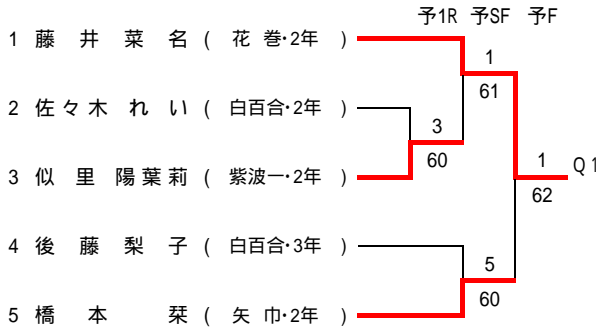 予1R 予SF 予F
1 藤井菜名 ( 花巻・2年 )
1
61
2 佐々木れい ( 白百合・2年 )
3
60
1 Q1
62
3 似里陽葉莉 ( 紫波一・2年 )
4 後藤梨子 ( 白百合・3年 )
5
60
5 橋本栞 ( 矢巾・2年 )